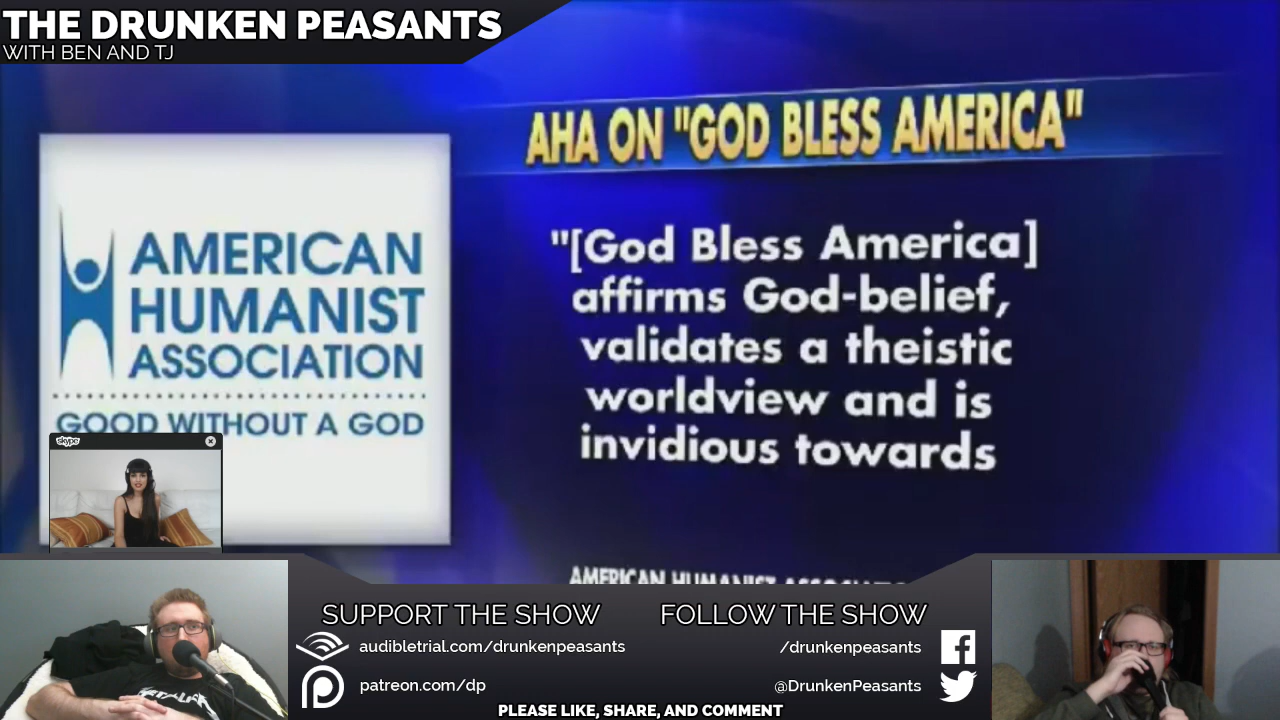 THE DRUNKEN PEASANTS
WITH BEN AND TJ
AHA ON "GOD BLESS AMERICA"
AMERICAN
HUMANIST
ASSOCIATION
GOOD WITHOUT A GOD
"[God Bless America]
affirms God-belief,
validates a theistic
worldview and is
invidious towards
AMERICAN HUMANIST
skype
SUPPORT THE SHOW
audibletrial.com/drunkenpeasants
patreon.com/dp
FOLLOW THE SHOW
/drunkenpeasants
@DrunkenPeasants
PLEASE LIKE, SHARE, AND COMMENT